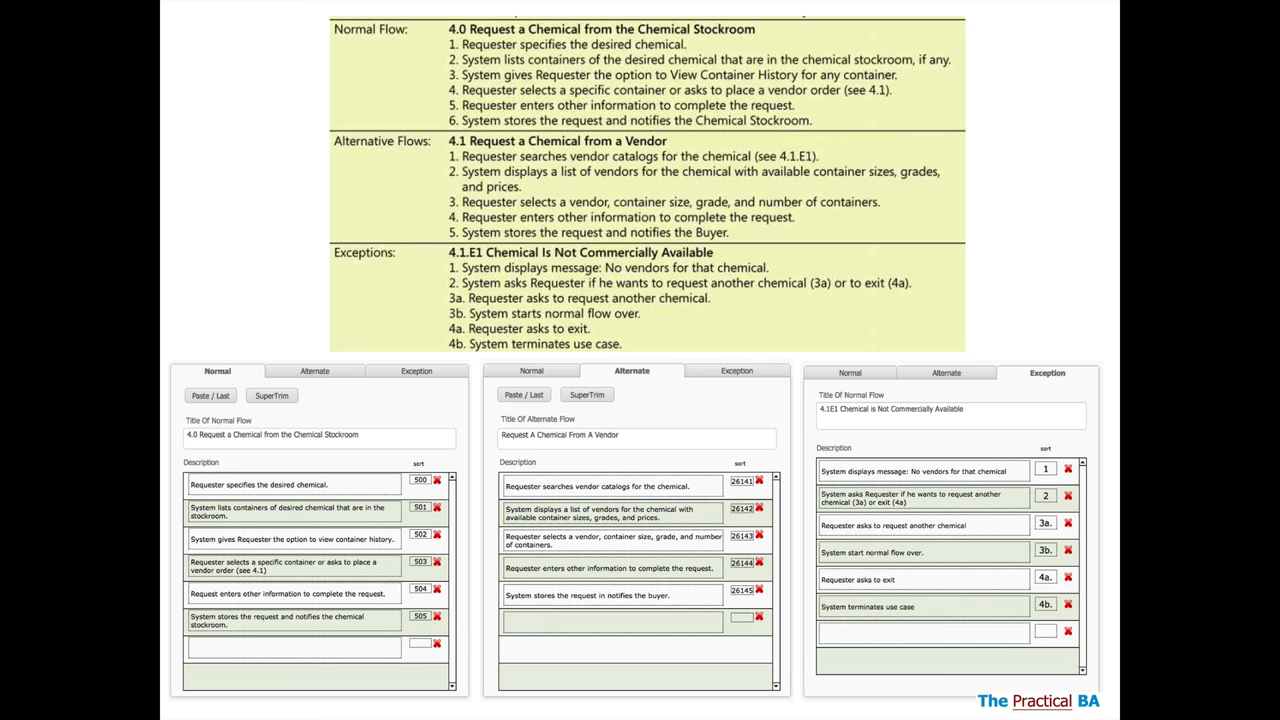 Normal Flow: 4.0 Request a Chemical from the Chemical Stockroom
1. Requester specifies the desired chemical.
2. System lists containers of the desired chemical that are in the chemical stockroom, if any.
3. System gives Requester the option to View Container History for any container.
4. Requester selects a specific container or asks to place a vendor order (see 4.1).
5. Requester enters other information to complete the request.
6. System stores the request and notifies the Chemical Stockroom.
Alternative Flows: 4.1 Request a Chemical from a Vendor
1. Requester searches vendor catalogs for the chemical (see 4.1.E1).
2. System displays a list of vendors for the chemical with available container sizes, grades,
and prices.
3. Requester selects a vendor, container size, grade, and number of containers.
4. Requester enters other information to complete the request.
5. System stores the request and notifies the Buyer.
Exceptions: 4.1.E1 Chemical Is Not Commercially Available
1. System displays message: No vendors for that chemical.
2. System asks Requester if he wants to request another chemical (3a) or to exit (4a).
3a. Requester asks to request another chemical.
3b. System starts normal flow over.
4a. Requester asks to exit.
4b. System terminates use case.
Normal Alternate Exception
Paste / Last SuperTrim
Title Of Normal Flow
4.0 Request a Chemical from the Chemical Stockroom
Description sort
Requester specifies the desired chemical. 500
System lists containers of desired chemical that are in the
stockroom. 501
System gives Requester the option to view container history. 502
Requester selects a specific container or asks to place a
vendor order (see 4.1) 503
Request enters other information to complete the request. 504
System stores the request and notifies the chemical
stockroom. 505
Normal Alternate Exception
Paste / Last SuperTrim
Title Of Alternate Flow
Request A Chemical From A Vendor
Description sort
Requester searches vendor catalogs for the chemical. 26141
System displays a list of vendors for the chemical with
available container sizes, grades, and prices. 26142
Requester selects a vendor, container size, grade, and number
of containers. 26143
Requester enters other information to complete the request. 26144
System stores the request in notifies the buyer. 26145
Normal Alternate Exception
Title Of Normal Flow
4.1E1 Chemical is Not Commercially Available
Description sort
System displays message: No vendors for that chemical 1
System asks Requester if he wants to request another
chemical (3a) or exit (4a) 2
Requester asks to request another chemical 3a.
System start normal flow over. 3b.
Requester asks to exit 4a.
System terminates use case 4b.
The Practical BA